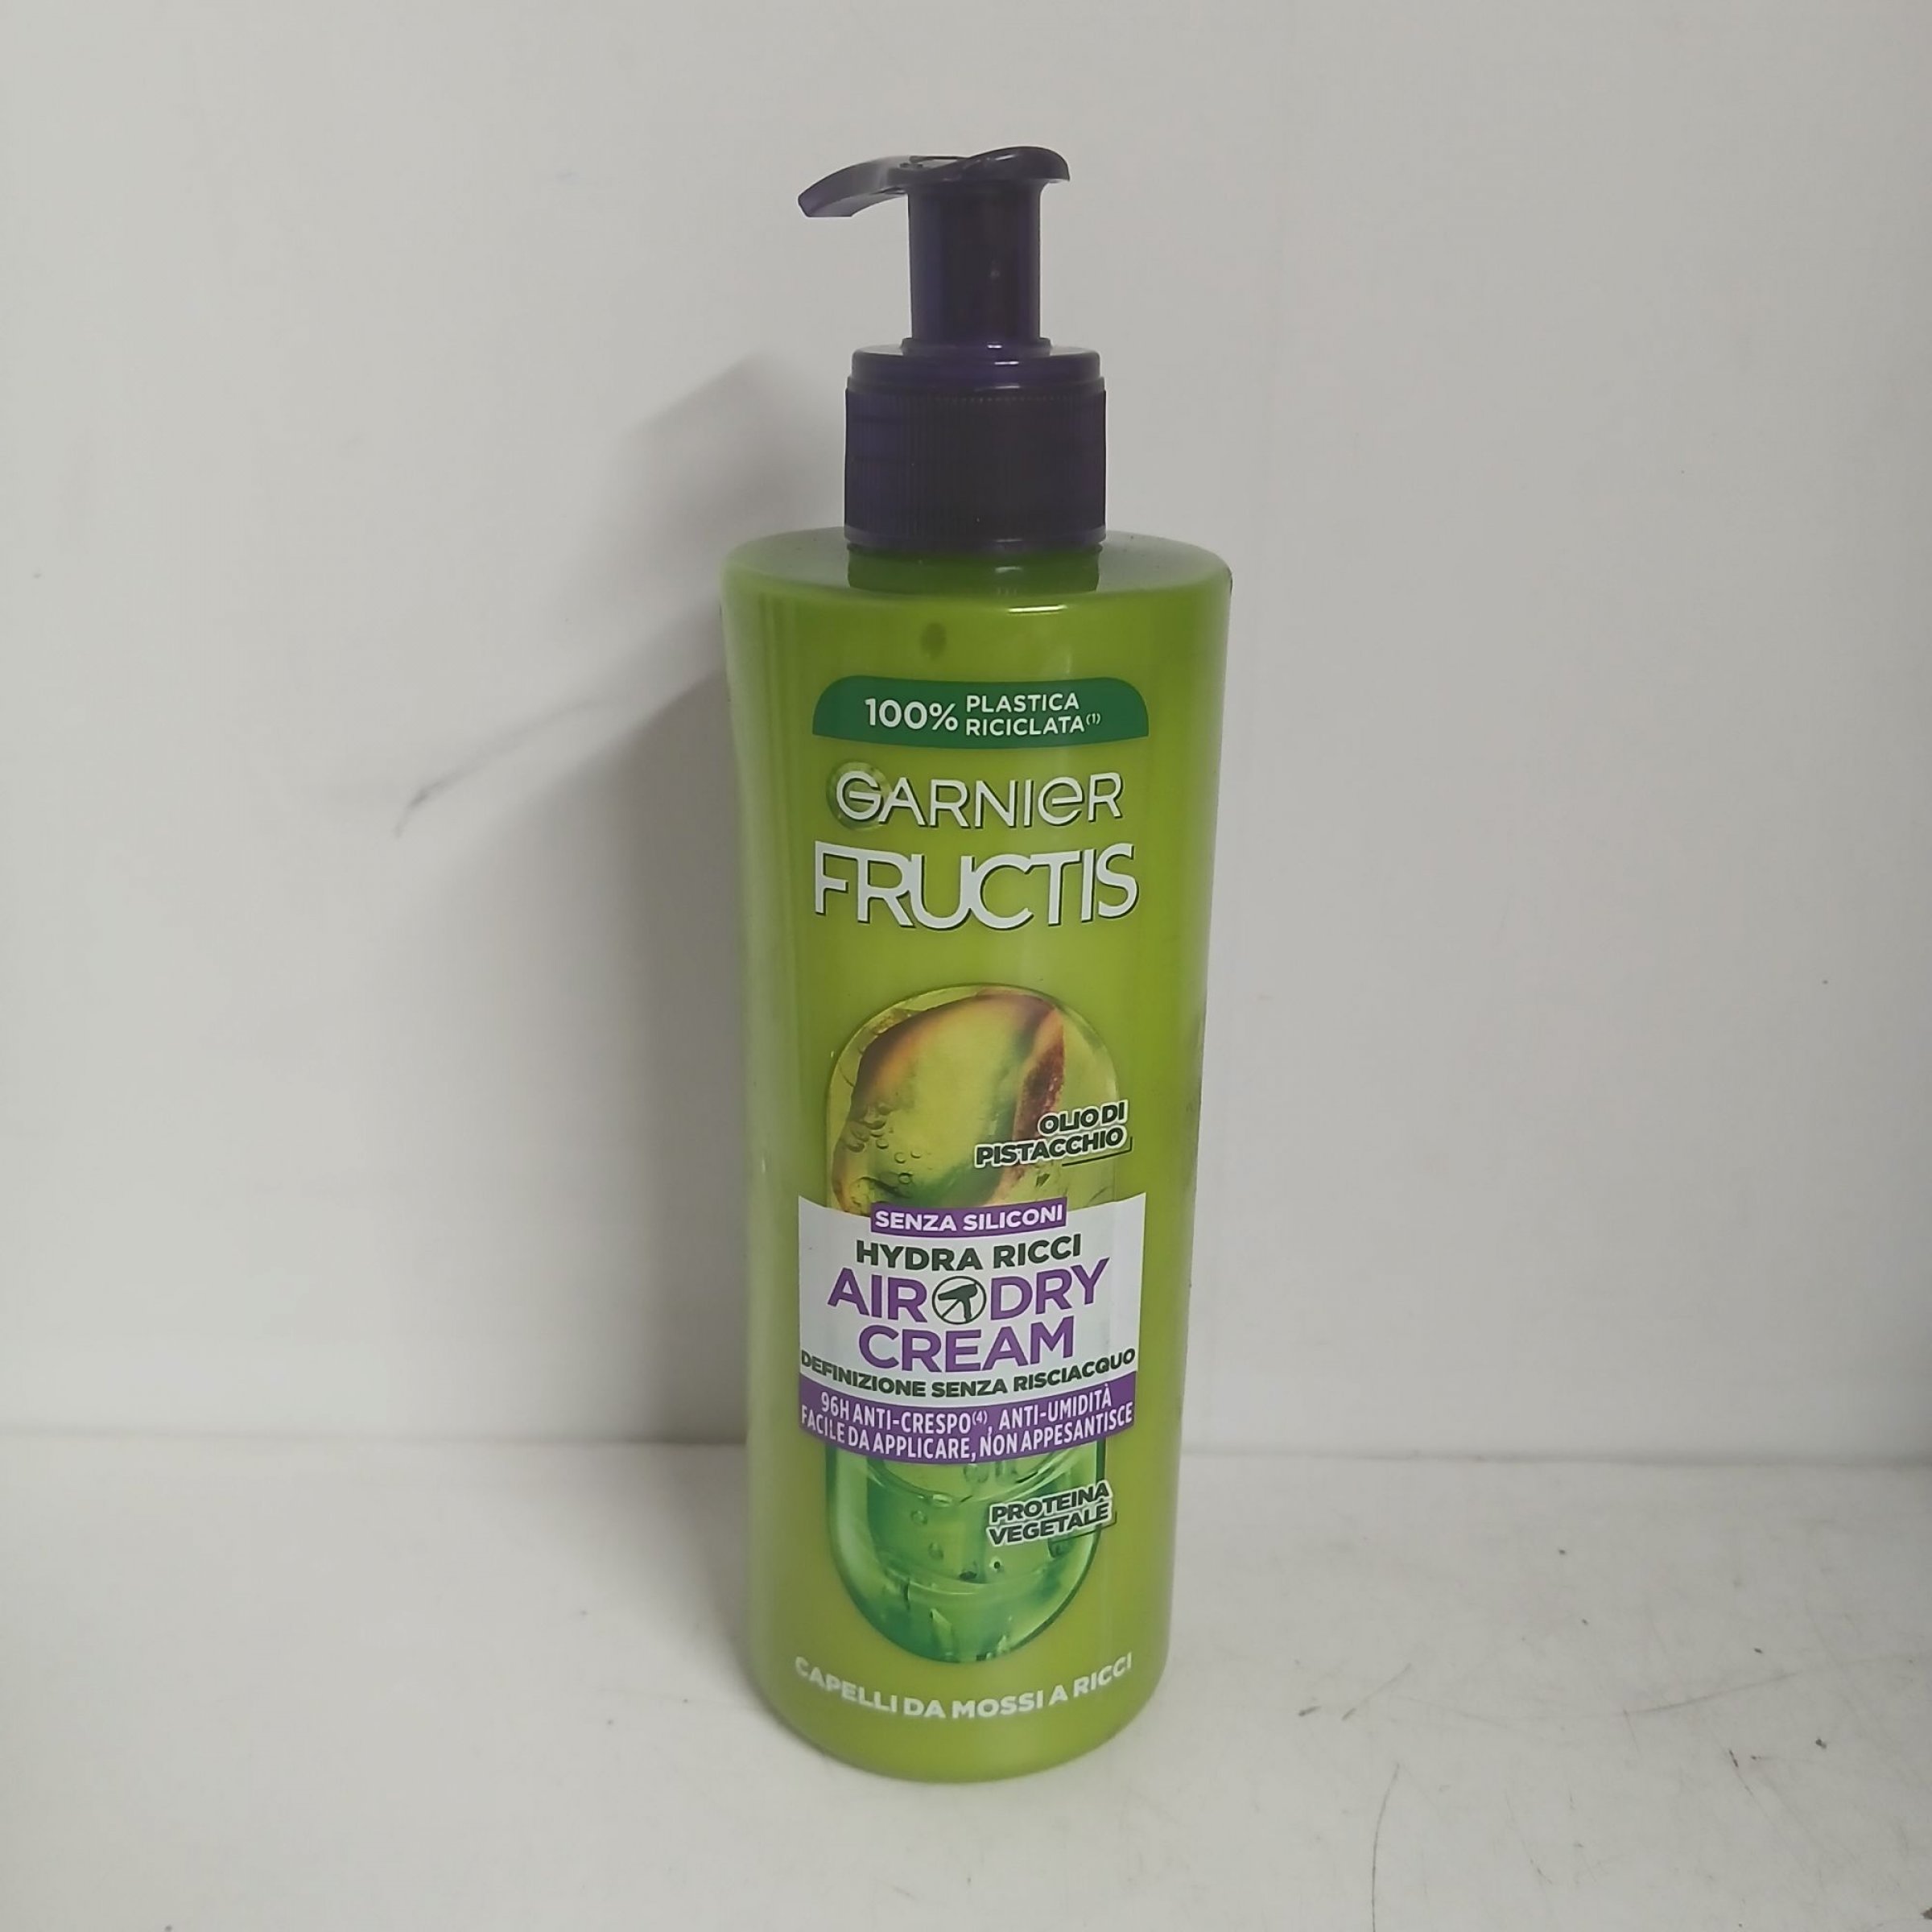 100% PLASTICA
RICICLATA(1)
GARNIER
FRUCTIS
OLIO DI
PISTACCHIO
SENZA SILICONI
HYDRA RICCI
AIR DRY
CREAM
DEFINIZIONE SENZA RISCIACQUO
96H ANTI-CRESPO(4), ANTI-UMIDITÀ
FACILE DA APPLICARE, NON APPESANTISCE
PROTEINA
VEGETALE
CAPELLI DA MOSSI A RICCI